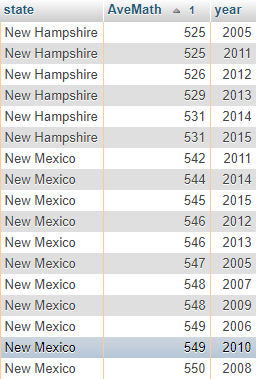 state AveMath 1 year
New Hampshire 525 2005
New Hampshire 525 2011
New Hampshire 526 2012
New Hampshire 529 2013
New Hampshire 531 2014
New Hampshire 531 2015
New Mexico 542 2011
New Mexico 544 2014
New Mexico 545 2015
New Mexico 546 2012
New Mexico 546 2013
New Mexico 547 2005
New Mexico 548 2007
New Mexico 548 2009
New Mexico 549 2006
New Mexico 549 2010
New Mexico 550 2008